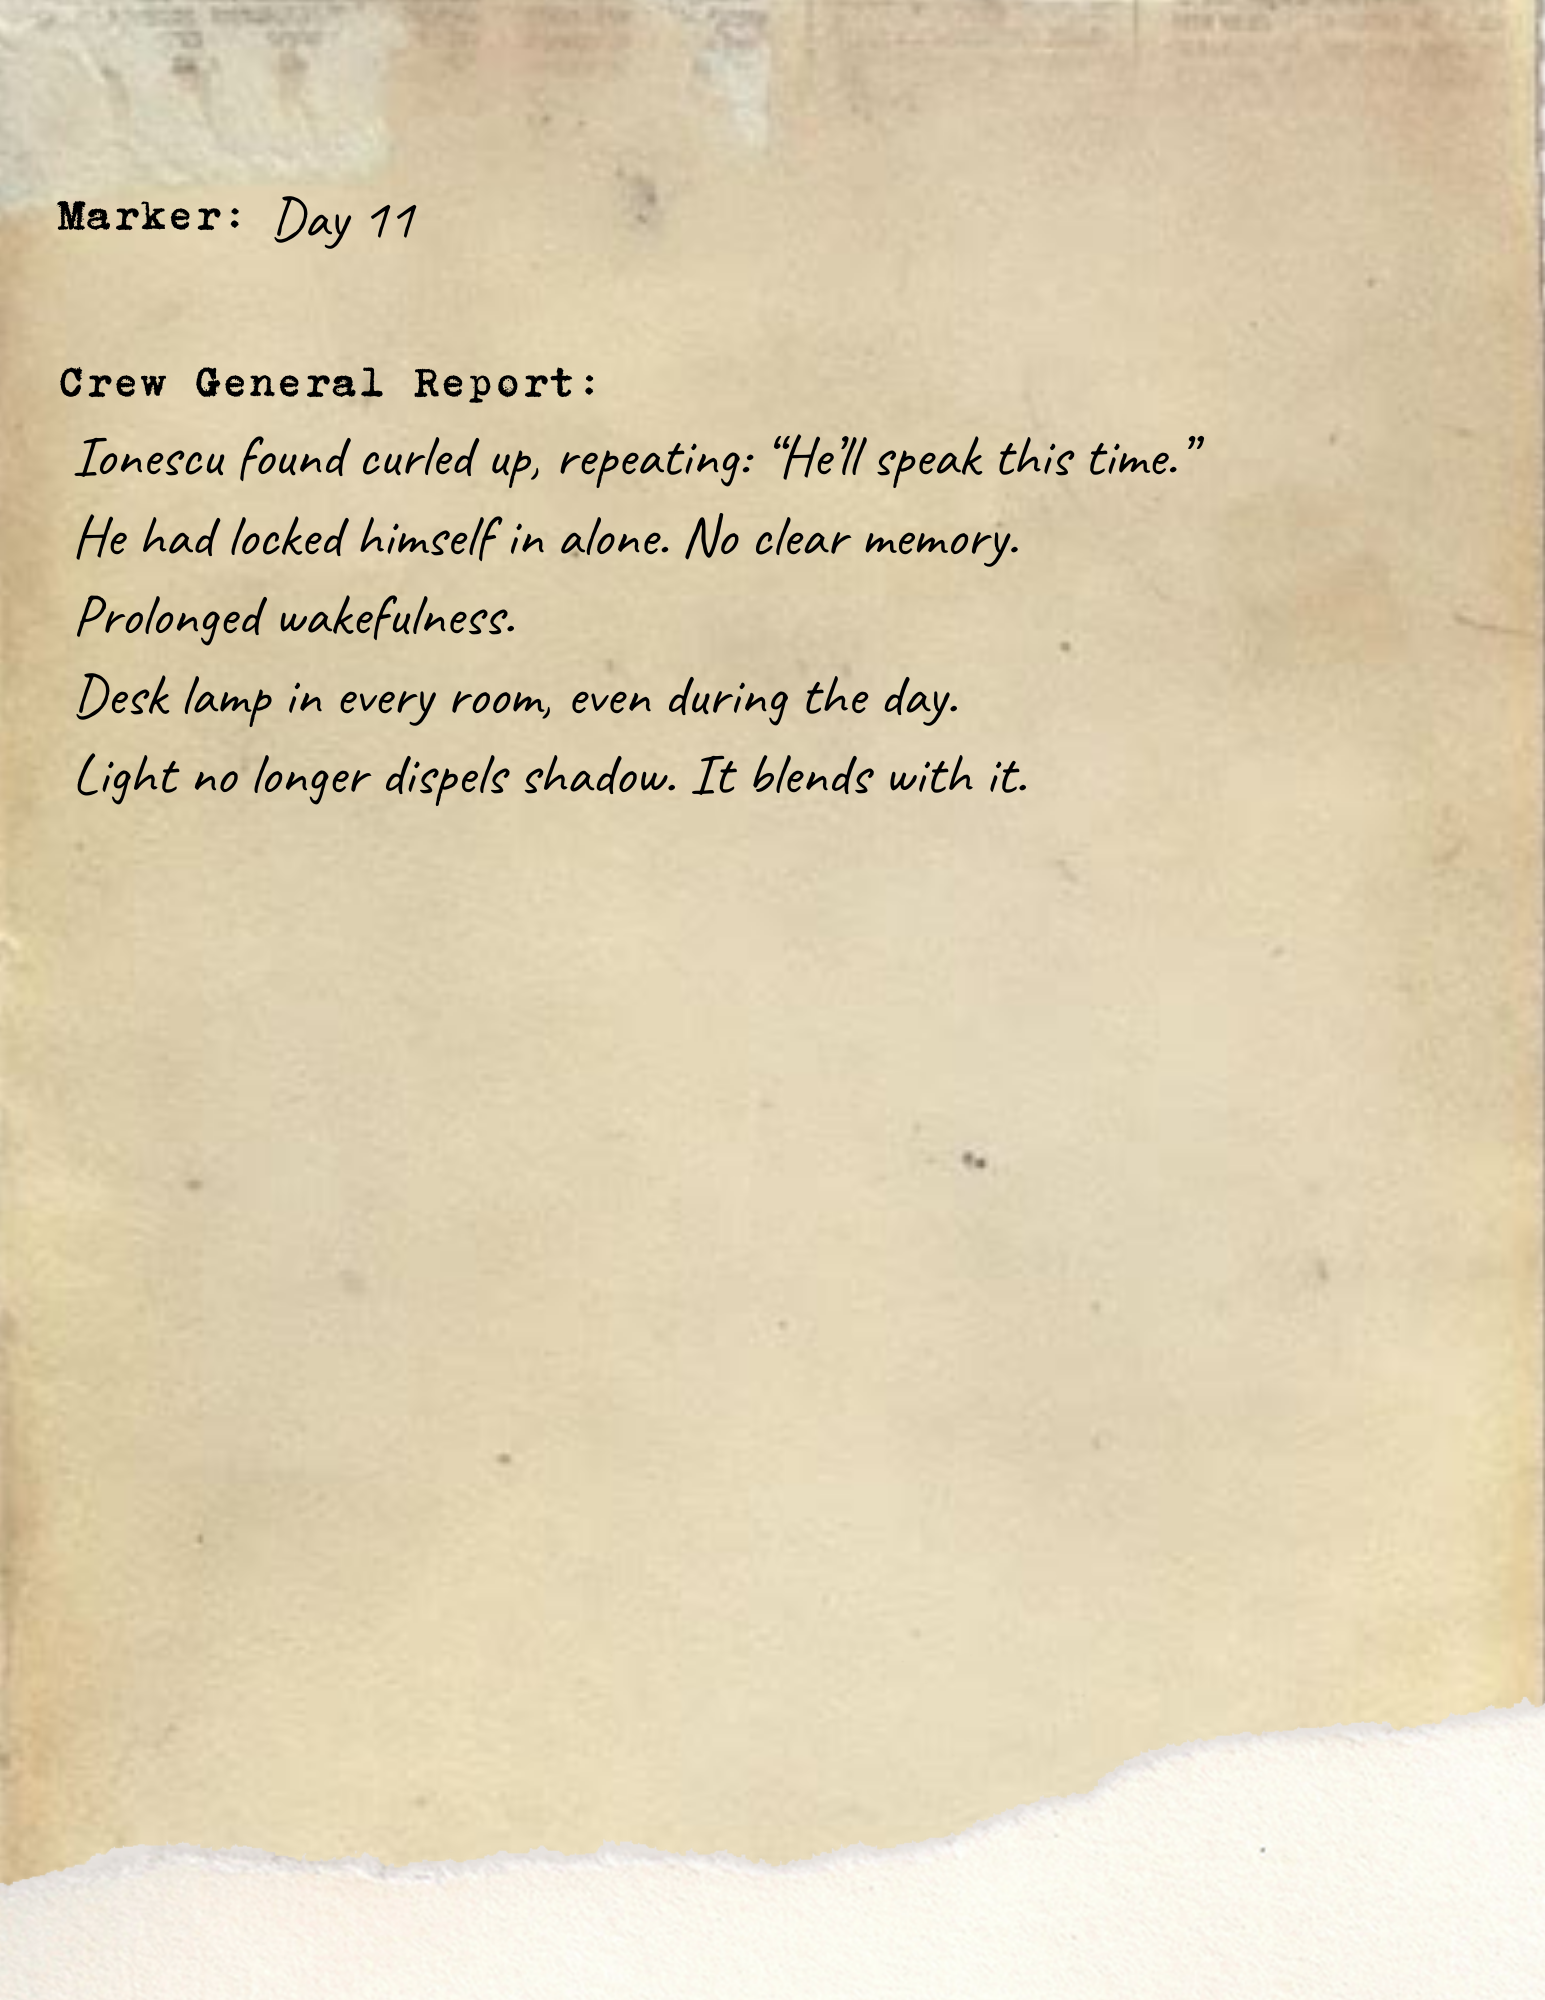 Marker: Day 11
Crew General Report:
Ionescu found curled up, repeating: “He’ll speak this time.”
He had locked himself in alone. No clear memory.
Prolonged wakefulness.
Desk lamp in every room, even during the day.
Light no longer dispels shadow. It blends with it.